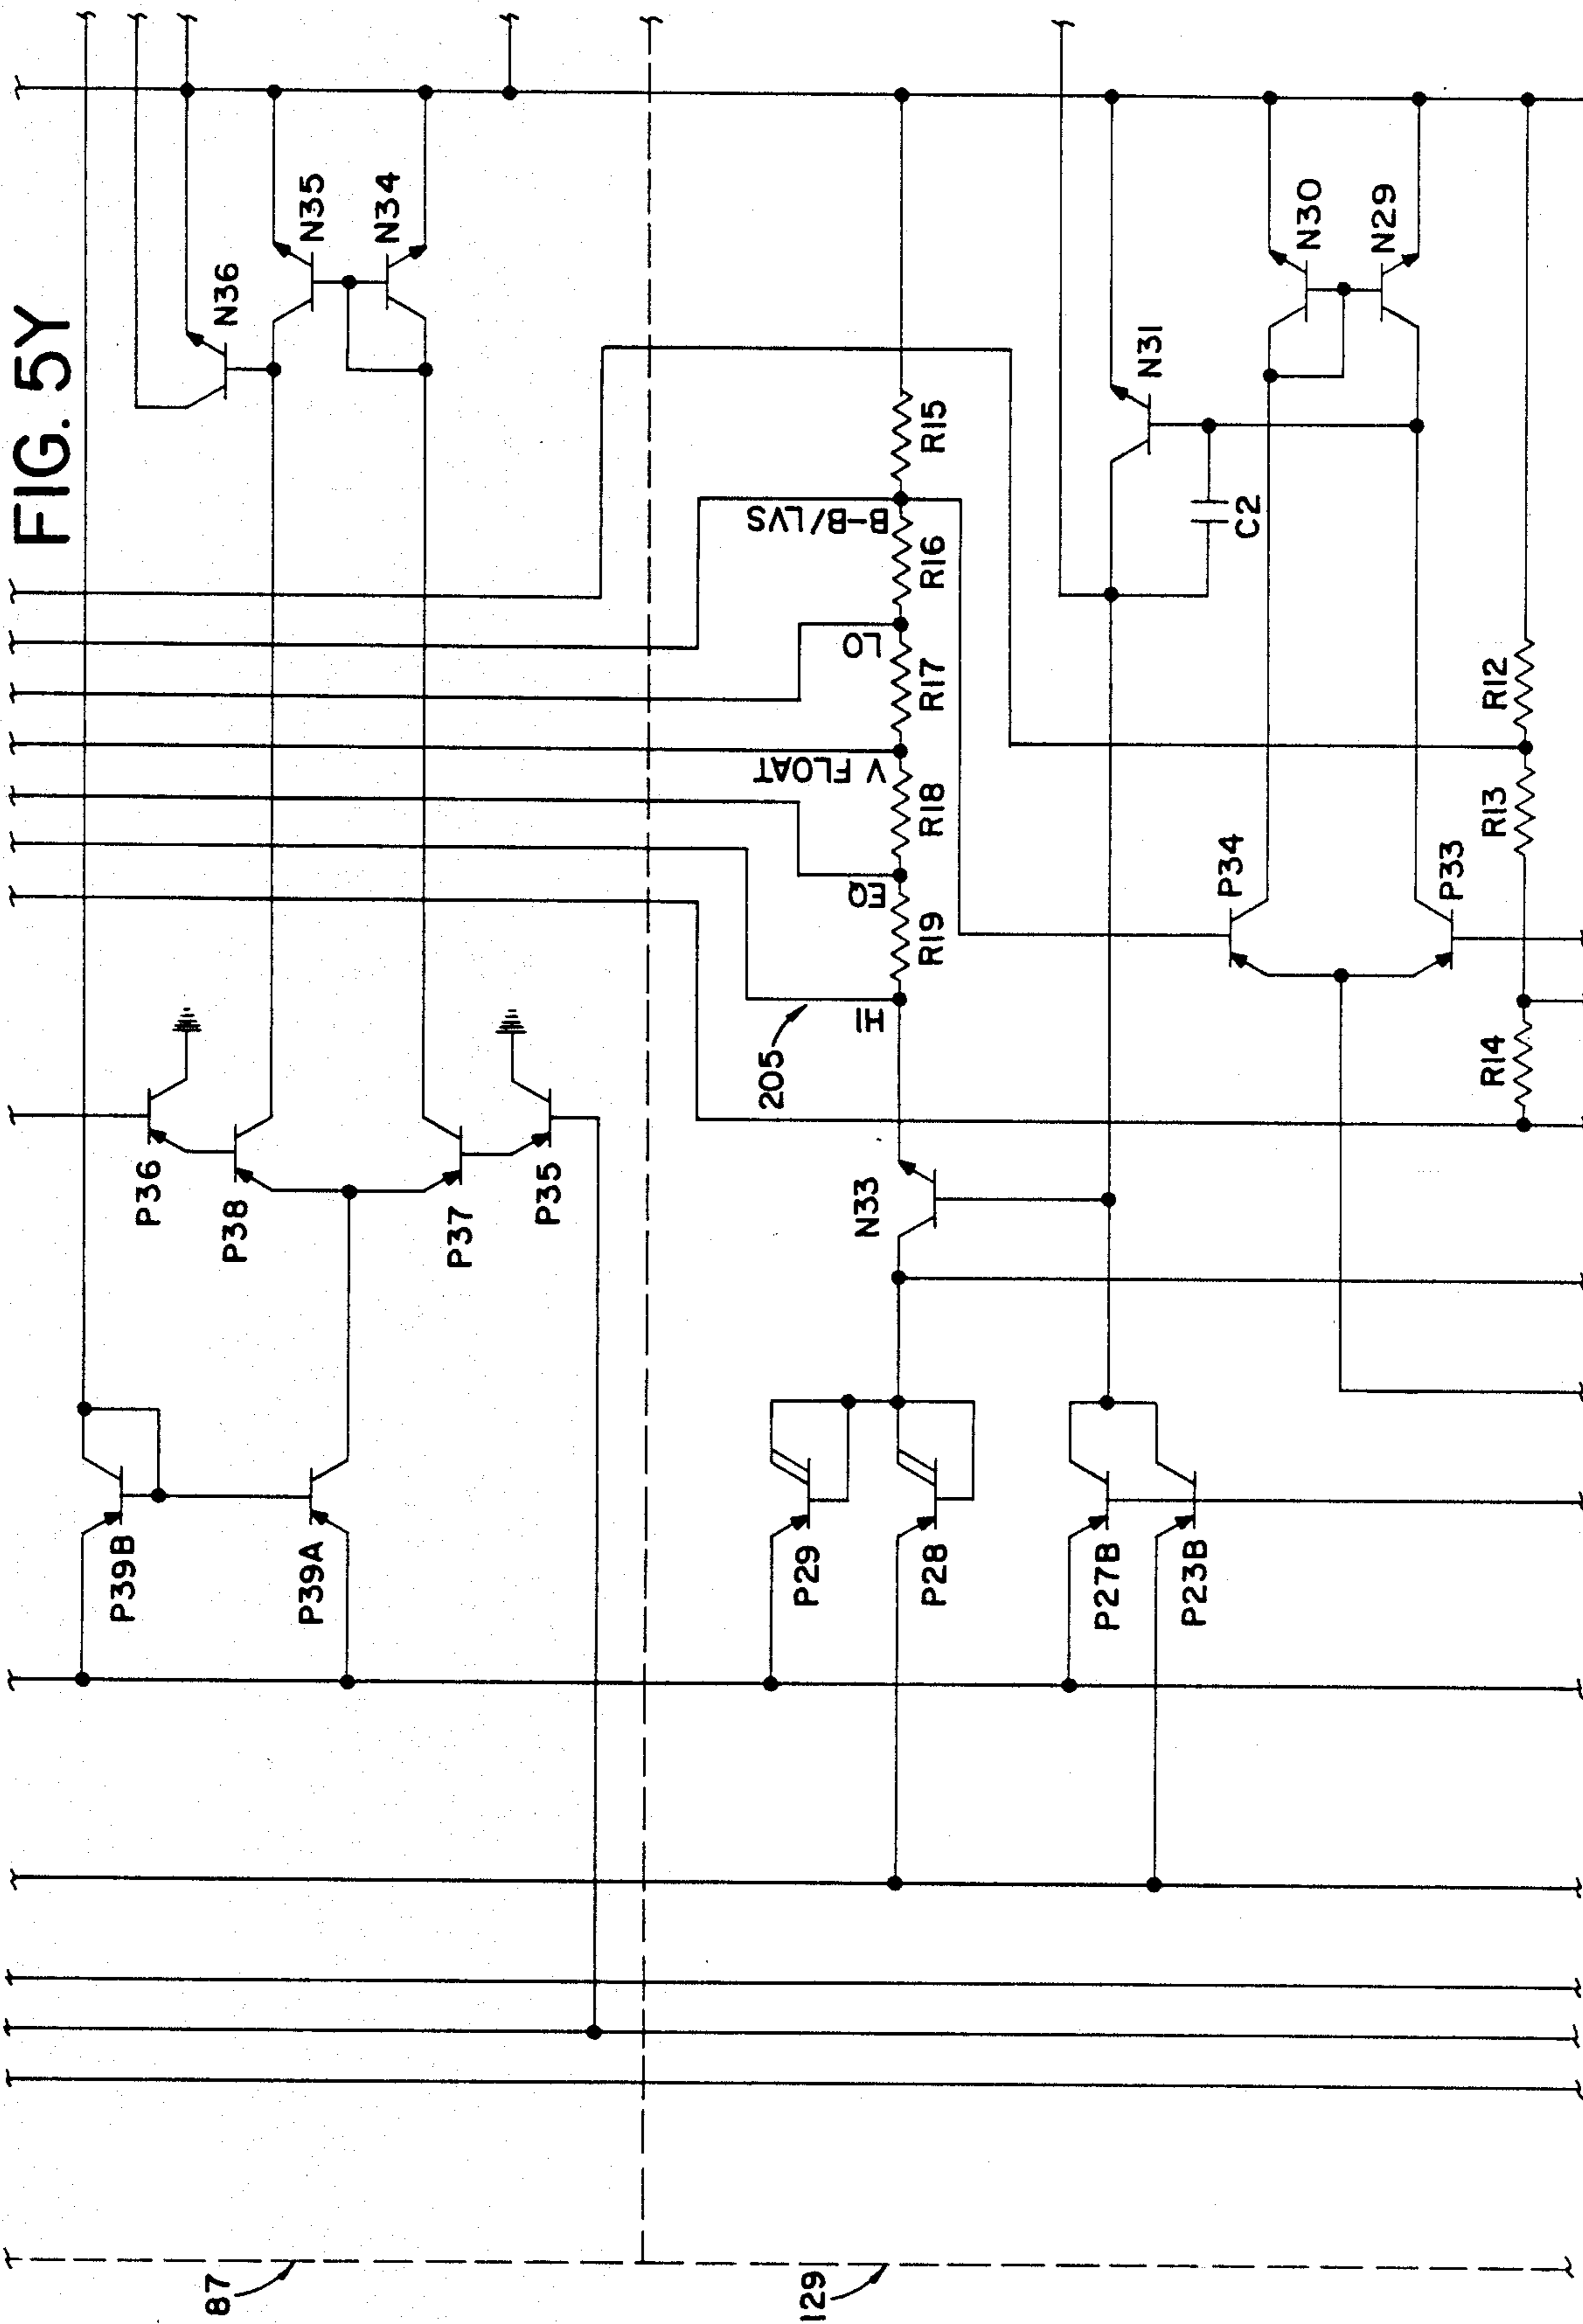 FIG. 5Y
N36
N35
N34
P36
P38
P37
P35
P39B
P39A
87
R15
B-B/LVS
R16
LO
R17
V FLOAT
R18
EQ
R19
HI
205
N33
P29
P28
P27B
P23B
N31
C2
N30
N29
P34
P33
R12
R13
R14
129